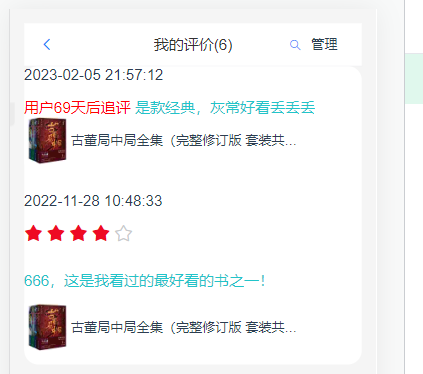 我的评价(6) 管理
2023-02-05 21:57:12
用户69天后追评 是款经典，灰常好看丢丢丢
古董局中局全集（完整修订版 套装共...
2022-11-28 10:48:33
666，这是我看过的最好看的书之一！
古董局中局全集（完整修订版 套装共...